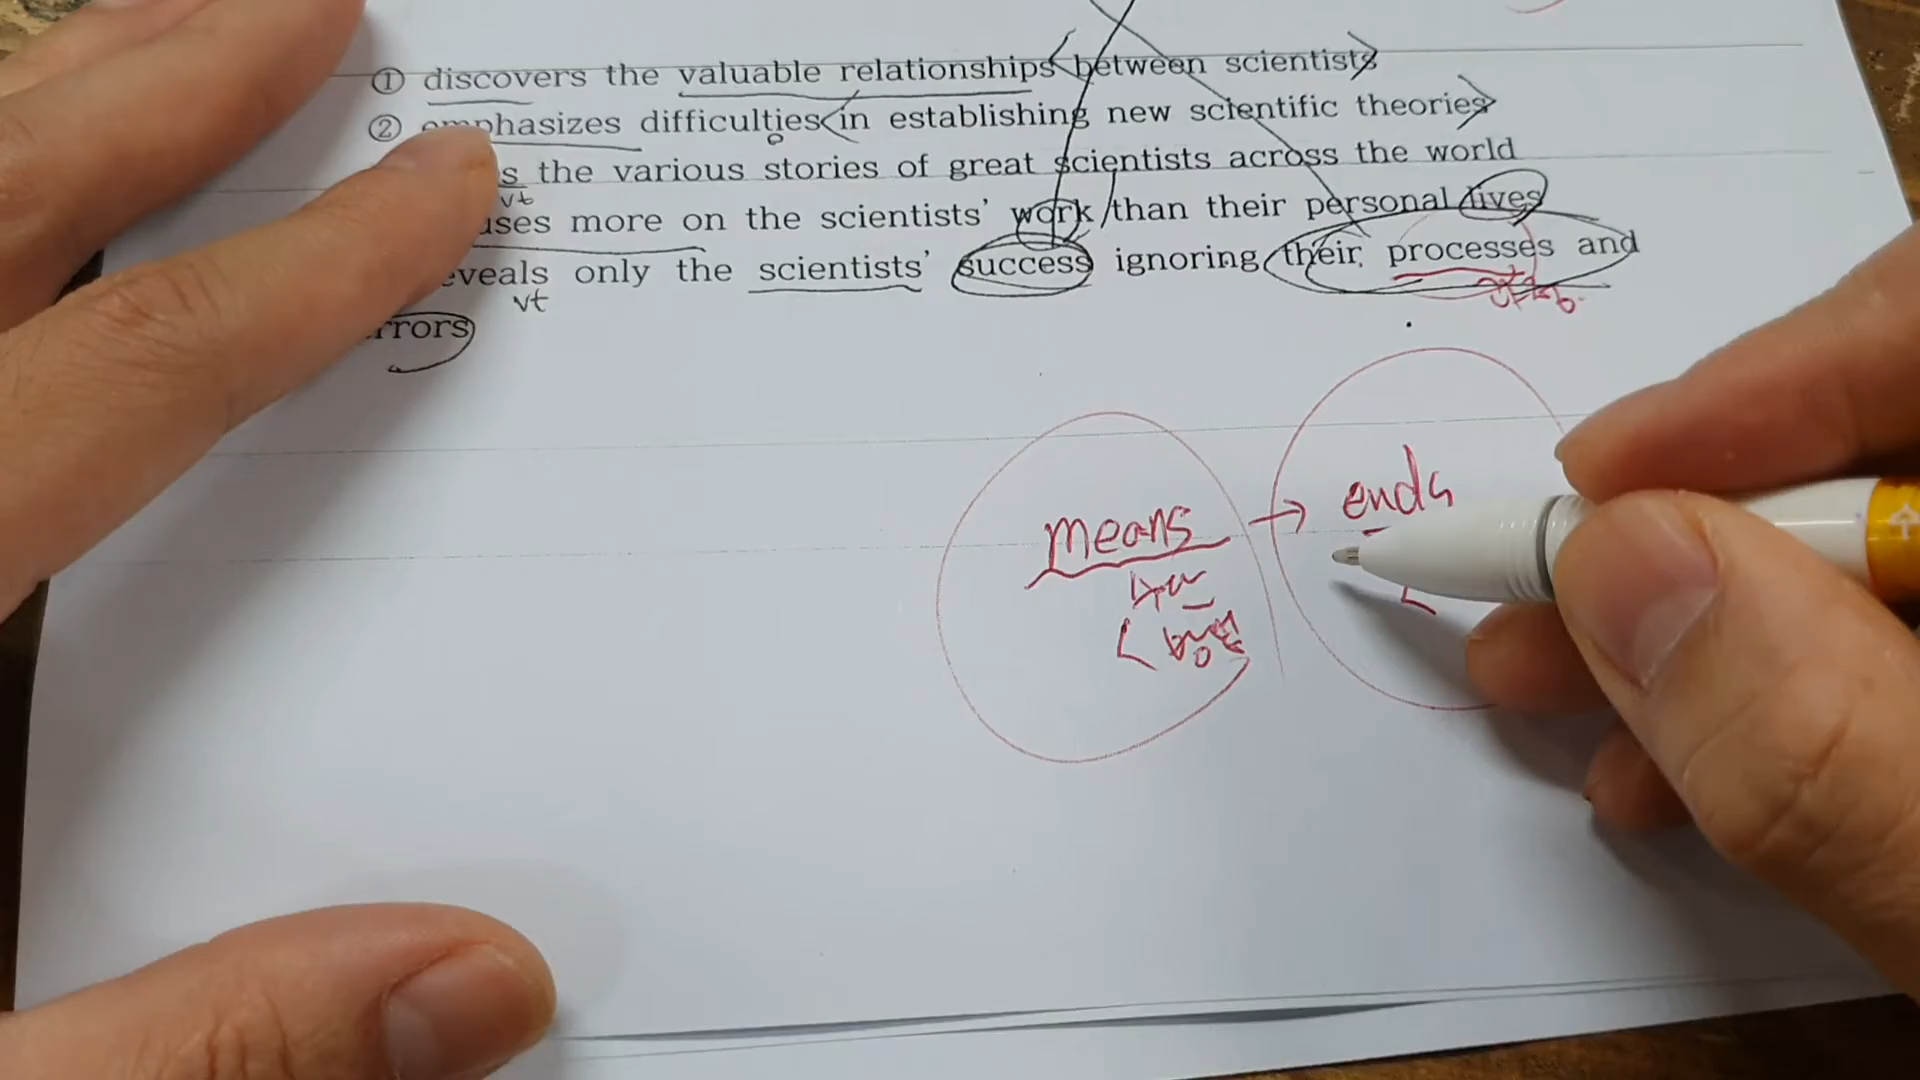 ① discovers the valuable relationships between scientists
② emphasizes difficulties in establishing new scientific theories
s the various stories of great scientists across the world
vt
uses more on the scientists’ work than their personal lives
eveals only the scientists’ success ignoring their processes and
vt
rrors
means → ends
수단